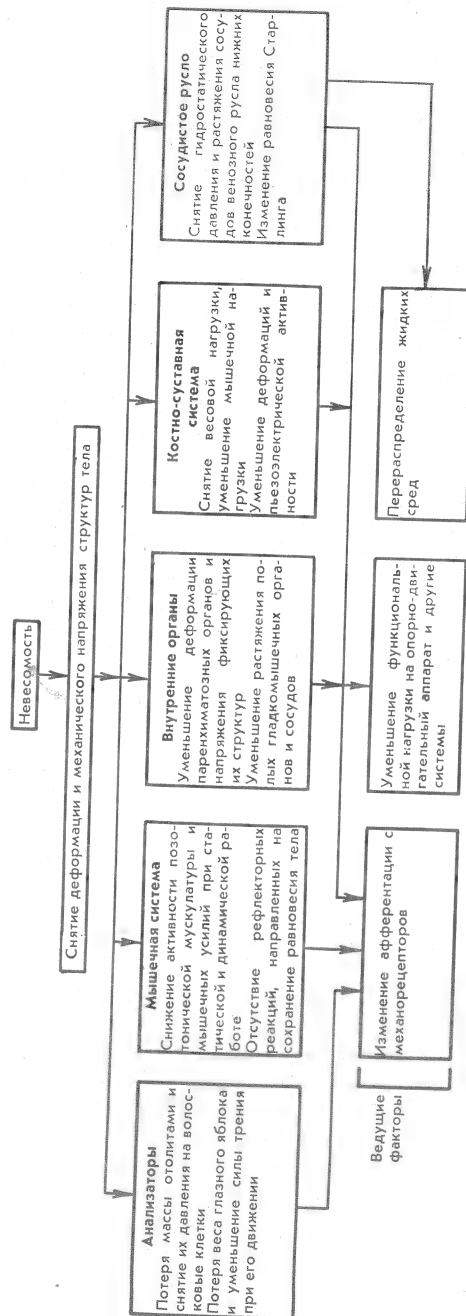 Невесомость
Снятие деформации и механического напряжения структур тела
Анализаторы
Потеря массы отолитами и
снятие их давления на волос-
ковые клетки
Потеря веса глазного яблока
и уменьшение силы трения
при его движении
Мышечная система
Снижение активности позо-
тонической мускулатуры и
мышечных усилий при ста-
тической и динамической ра-
боте
Отсутствие рефлекторных
реакций, направленных на
сохранение равновесия тела
Внутренние органы
Уменьшение деформации
паренхиматозных органов и
напряжения фиксирующих
их структур
Уменьшение растяжения по-
лых гладкомышечных орга-
нов и сосудов
Костно-суставная
система
Снятие весовой нагрузки,
уменьшение мышечной на-
грузки
Уменьшение деформаций и
пьезоэлектрической актив-
ности
Сосудистое русло
Снятие гидростатического
давления и растяжения сосу-
дов венозного русла нижних
конечностей
Изменение равновесия Стар-
линга
Ведущие
факторы
Изменение афферентации с
механорецепторов
Уменьшение функциональ-
ной нагрузки на опорно-дви-
гательный аппарат и другие
системы
Перераспределение жидких
сред